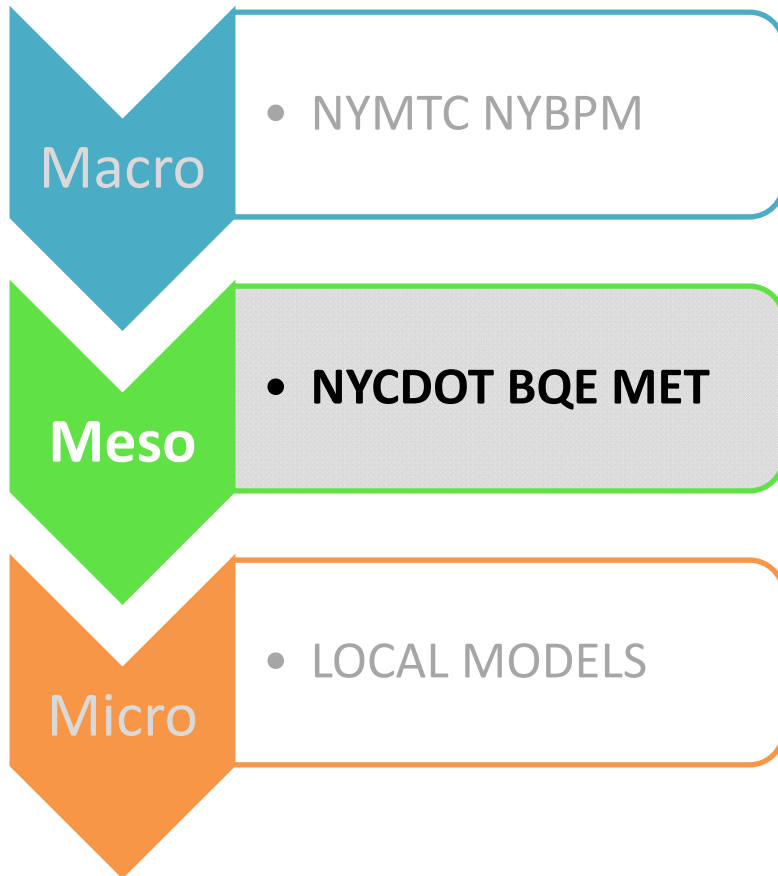 Macro
• NYMTC NYBPM
Meso
• NYCDOT BQE MET
Micro
• LOCAL MODELS